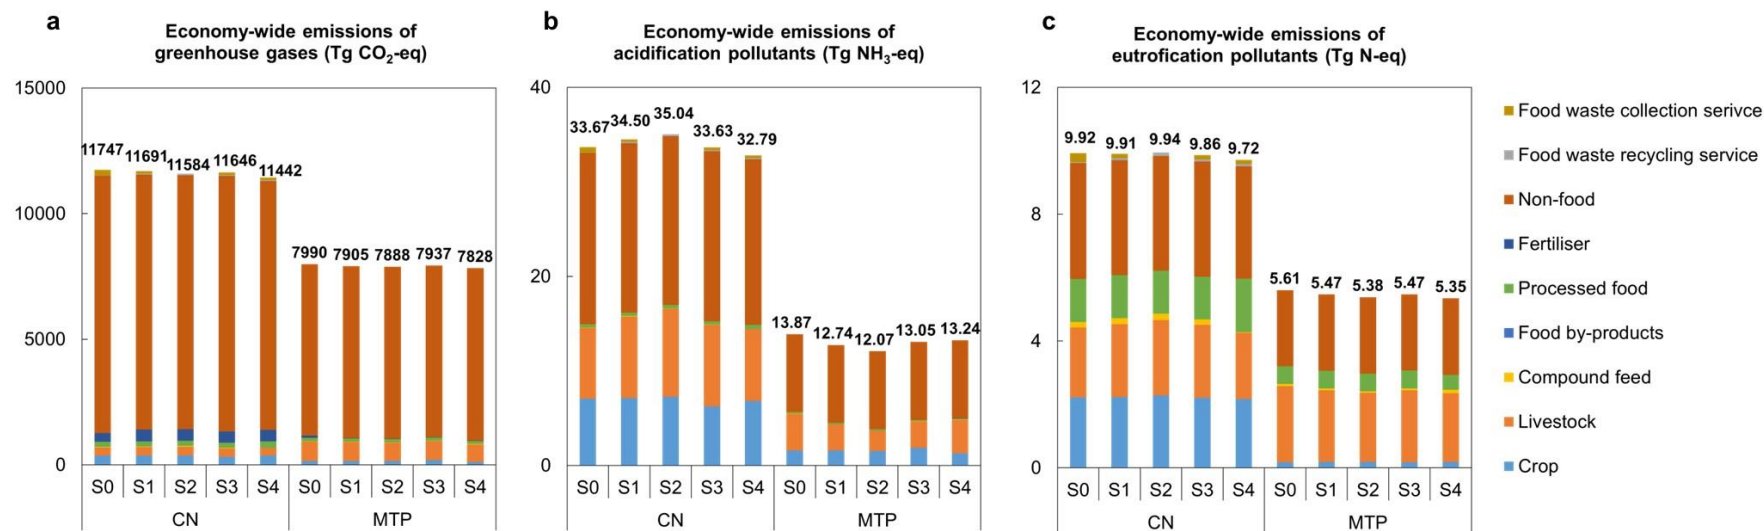 a
Economy-wide emissions of
greenhouse gases (Tg CO₂-eq)
15000
10000
5000
0
11747 11691 11584 11646 11442
7990 7905 7888 7937 7828
S0 S1 S2 S3 S4 S0 S1 S2 S3 S4
CN MTP
b
Economy-wide emissions of
acidification pollutants (Tg NH₃-eq)
40
20
0
33.67 34.50 35.04 33.63 32.79
13.87 12.74 12.07 13.05 13.24
S0 S1 S2 S3 S4 S0 S1 S2 S3 S4
CN MTP
c
Economy-wide emissions of
eutrofication pollutants (Tg N-eq)
12
8
4
0
9.92 9.91 9.94 9.86 9.72
5.61 5.47 5.38 5.47 5.35
S0 S1 S2 S3 S4 S0 S1 S2 S3 S4
CN MTP
Food waste collection serivce
Food waste recycling service
Non-food
Fertiliser
Processed food
Food by-products
Compound feed
Livestock
Crop